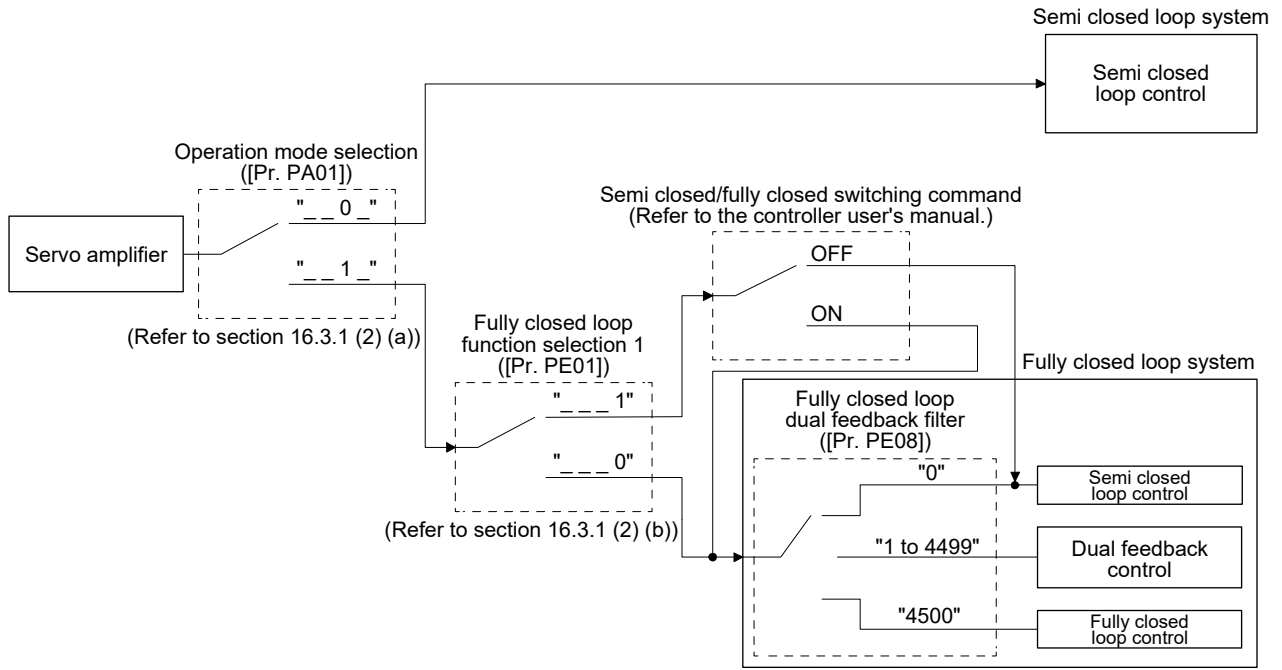 Semi closed loop system
Semi closed
loop control
Operation mode selection
([Pr. PA01])
"_ _ 0 _"
Servo amplifier
"_ _ 1 _"
(Refer to section 16.3.1 (2) (a))
Semi closed/fully closed switching command
(Refer to the controller user's manual.)
OFF
ON
Fully closed loop
function selection 1
([Pr. PE01])
"_ _ _ 1"
"_ _ _ 0"
(Refer to section 16.3.1 (2) (b))
Fully closed loop system
Fully closed loop
dual feedback filter
([Pr. PE08])
"0"
Semi closed
loop control
"1 to 4499"
Dual feedback
control
"4500"
Fully closed
loop control